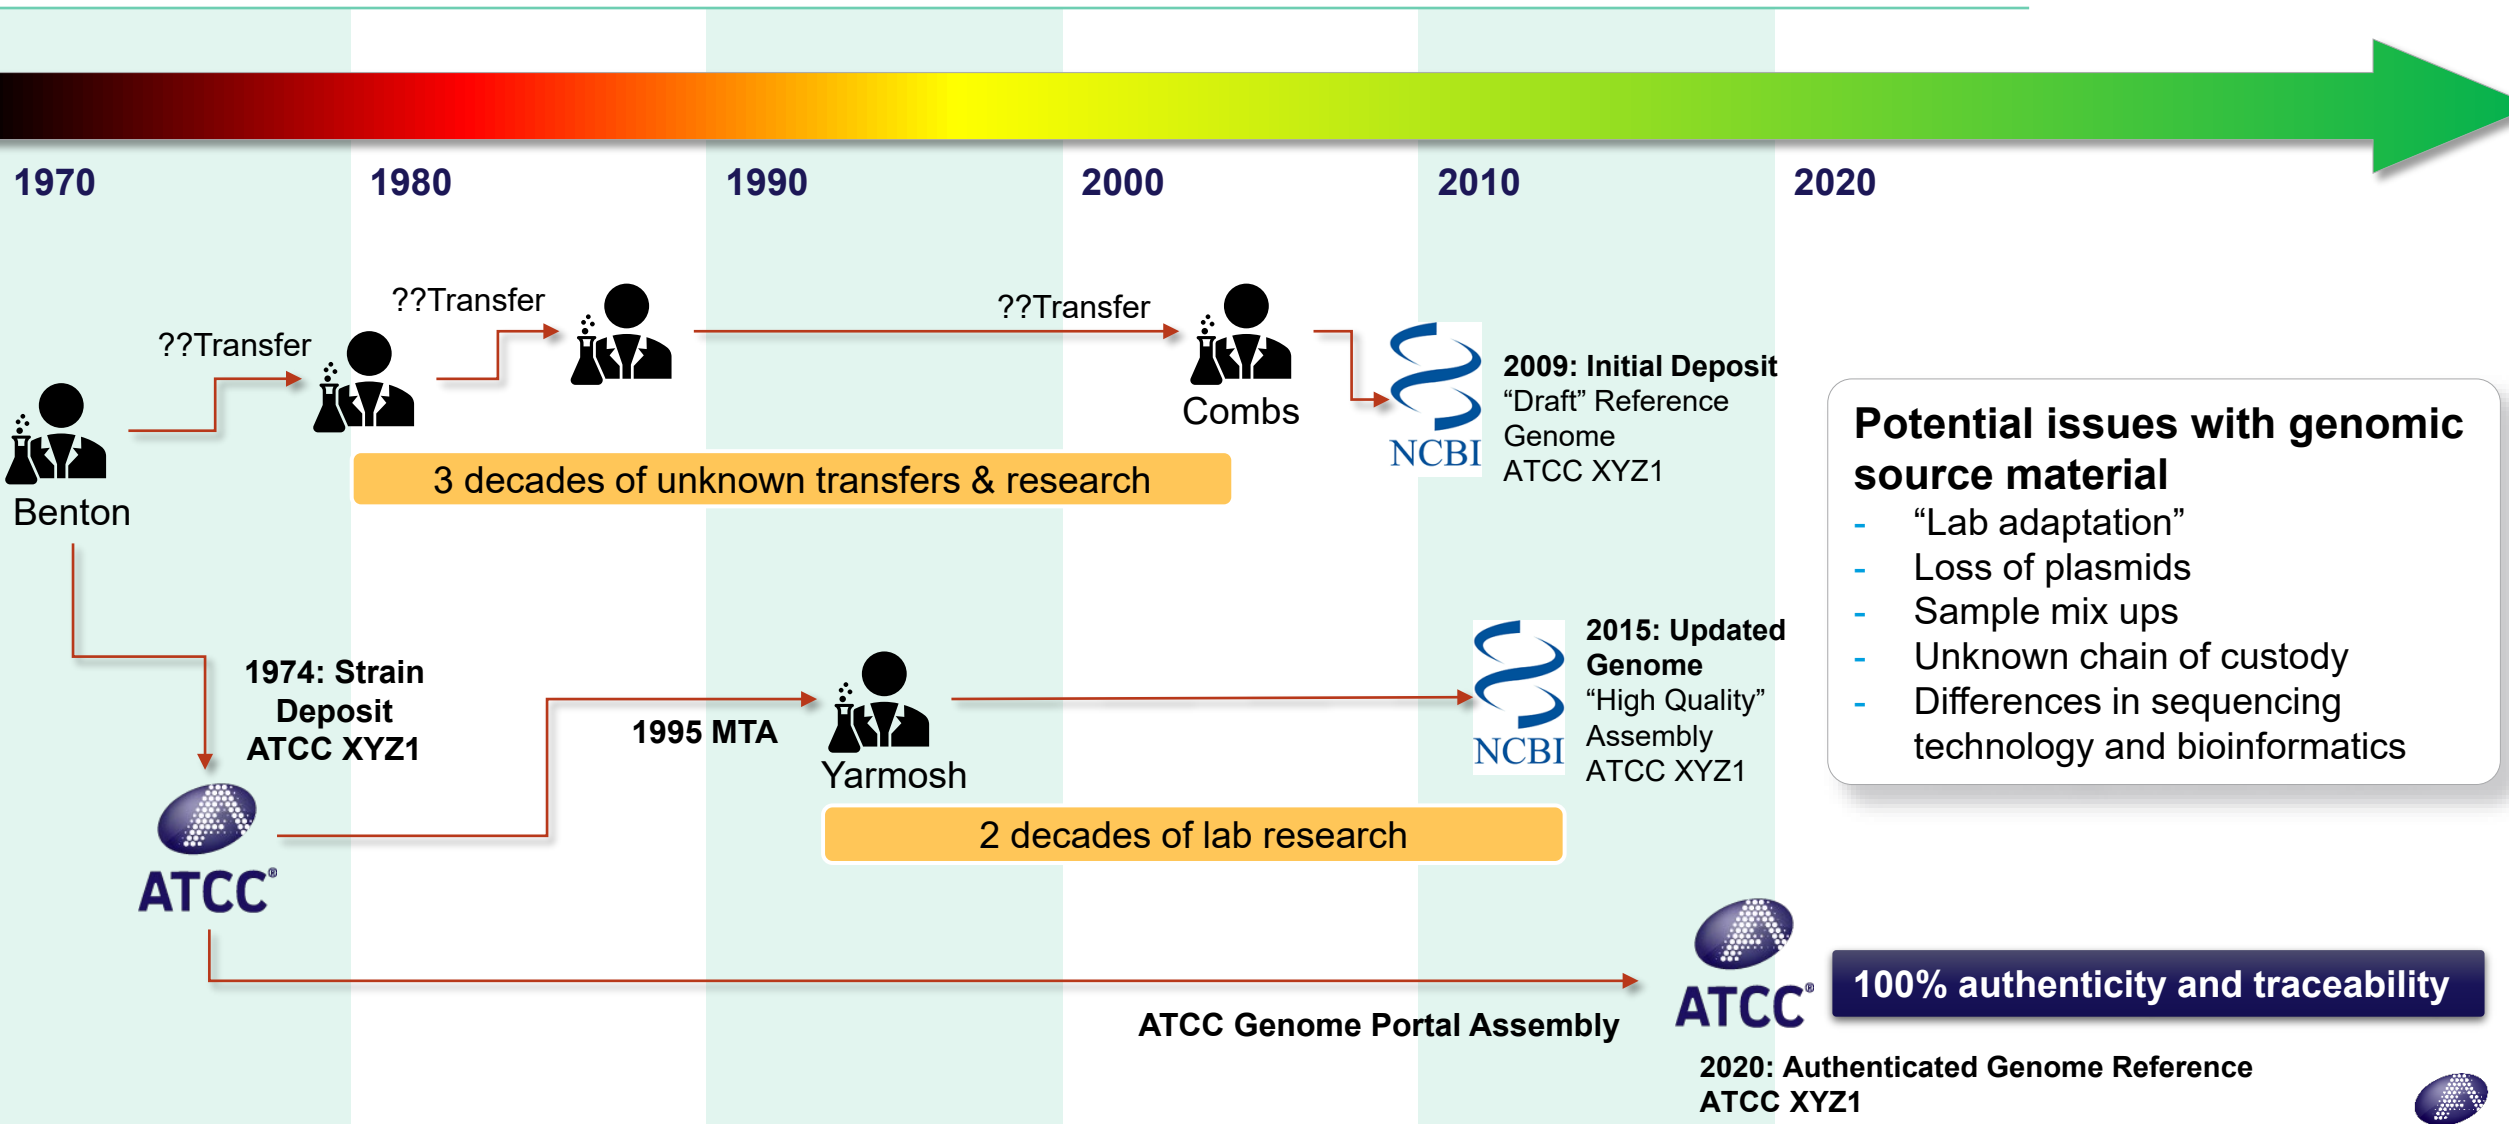 1970
1980
1990
2000
2010
2020
??Transfer
??Transfer
??Transfer
Benton
Combs
3 decades of unknown transfers & research
NCBI
2009: Initial Deposit
“Draft” Reference
Genome
ATCC XYZ1
Potential issues with genomic
source material
- “Lab adaptation”
- Loss of plasmids
- Sample mix ups
- Unknown chain of custody
- Differences in sequencing
technology and bioinformatics
1974: Strain
Deposit
ATCC XYZ1
ATCC®
1995 MTA
Yarmosh
2 decades of lab research
NCBI
2015: Updated
Genome
“High Quality”
Assembly
ATCC XYZ1
ATCC Genome Portal Assembly
ATCC®
100% authenticity and traceability
2020: Authenticated Genome Reference
ATCC XYZ1